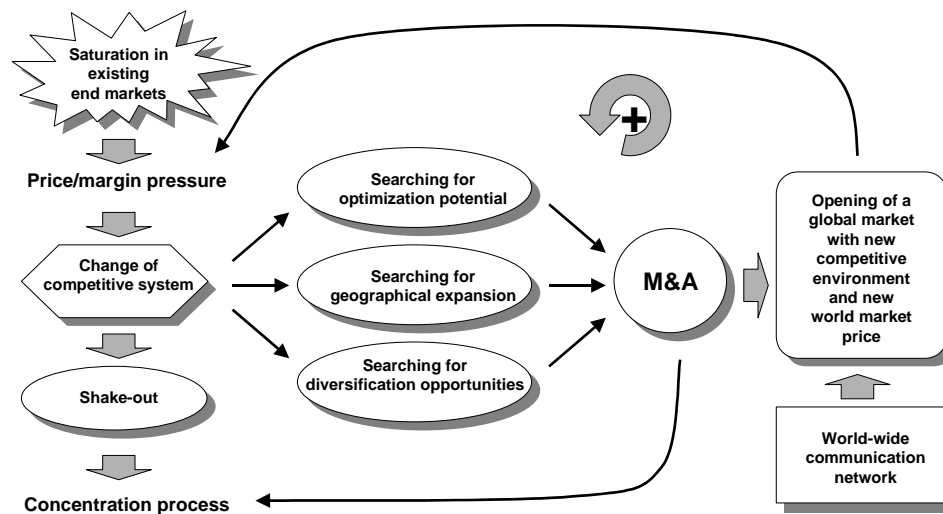 Saturation in
existing
end markets
Price/margin pressure
Change of
competitive system
Shake-out
Concentration process
Searching for
optimization potential
Searching for
geographical expansion
Searching for
diversification opportunities
+
M&A
Opening of a
global market
with new
competitive
environment
and new
world market
price
World-wide
communication
network